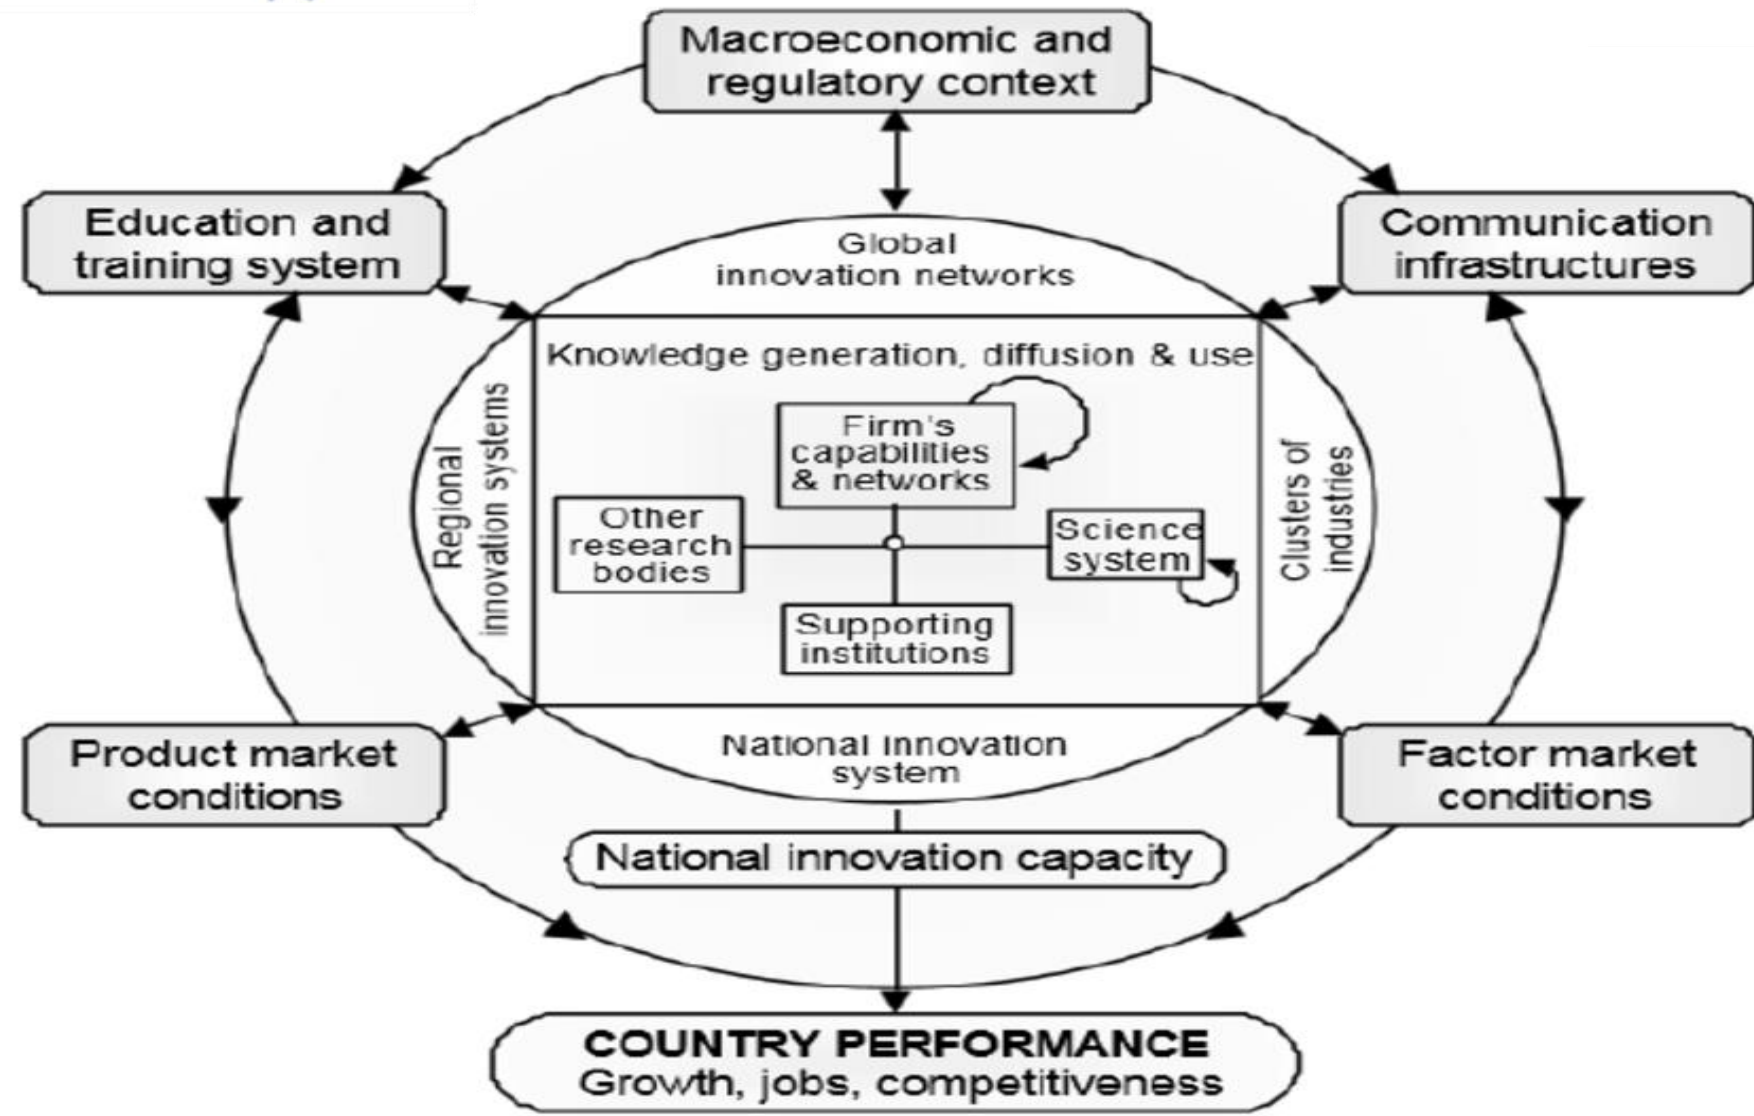 Macroeconomic and
regulatory context
Education and
training system
Communication
infrastructures
Global
innovation networks
Knowledge generation, diffusion & use
Regional
innovation systems
Firm's
capabilities
& networks
Clusters of
industries
Other
research
bodies
Science
system
Supporting
institutions
National innovation
system
Product market
conditions
Factor market
conditions
National innovation capacity
COUNTRY PERFORMANCE
Growth, jobs, competitiveness